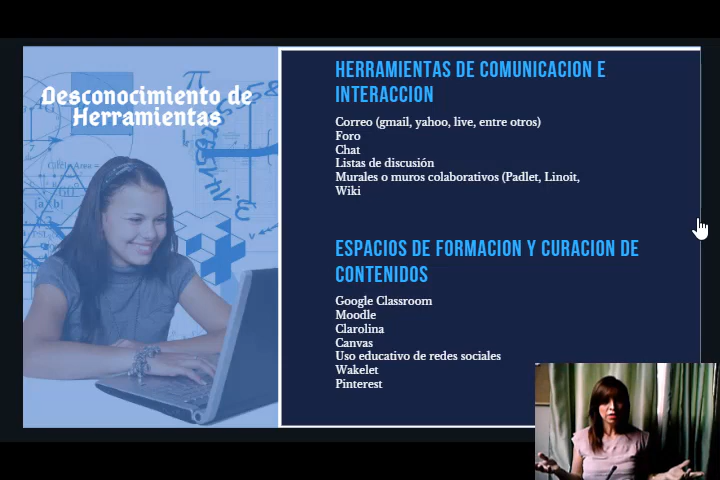 Desconocimiento de
Herramientas
HERRAMIENTAS DE COMUNICACION E
INTERACCION
Correo (gmail, yahoo, live, entre otros)
Foro
Chat
Listas de discusión
Murales o muros colaborativos (Padlet, Linoit,
Wiki
ESPACIOS DE FORMACION Y CURACION DE
CONTENIDOS
Google Classroom
Moodle
Clarolina
Canvas
Uso educativo de redes sociales
Wakelet
Pinterest
Circle Area =